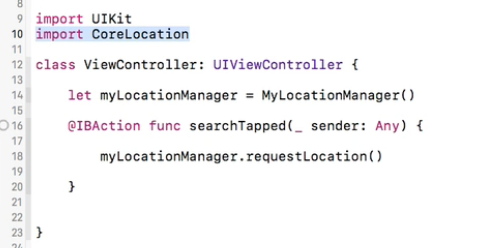 8
9 import UIKit
10 import CoreLocation
11
12 class ViewController: UIViewController {
13
14 let myLocationManager = MyLocationManager()
15
16 @IBAction func searchTapped(_ sender: Any) {
17
18 myLocationManager.requestLocation()
19
20 }
21
22
23 }
24